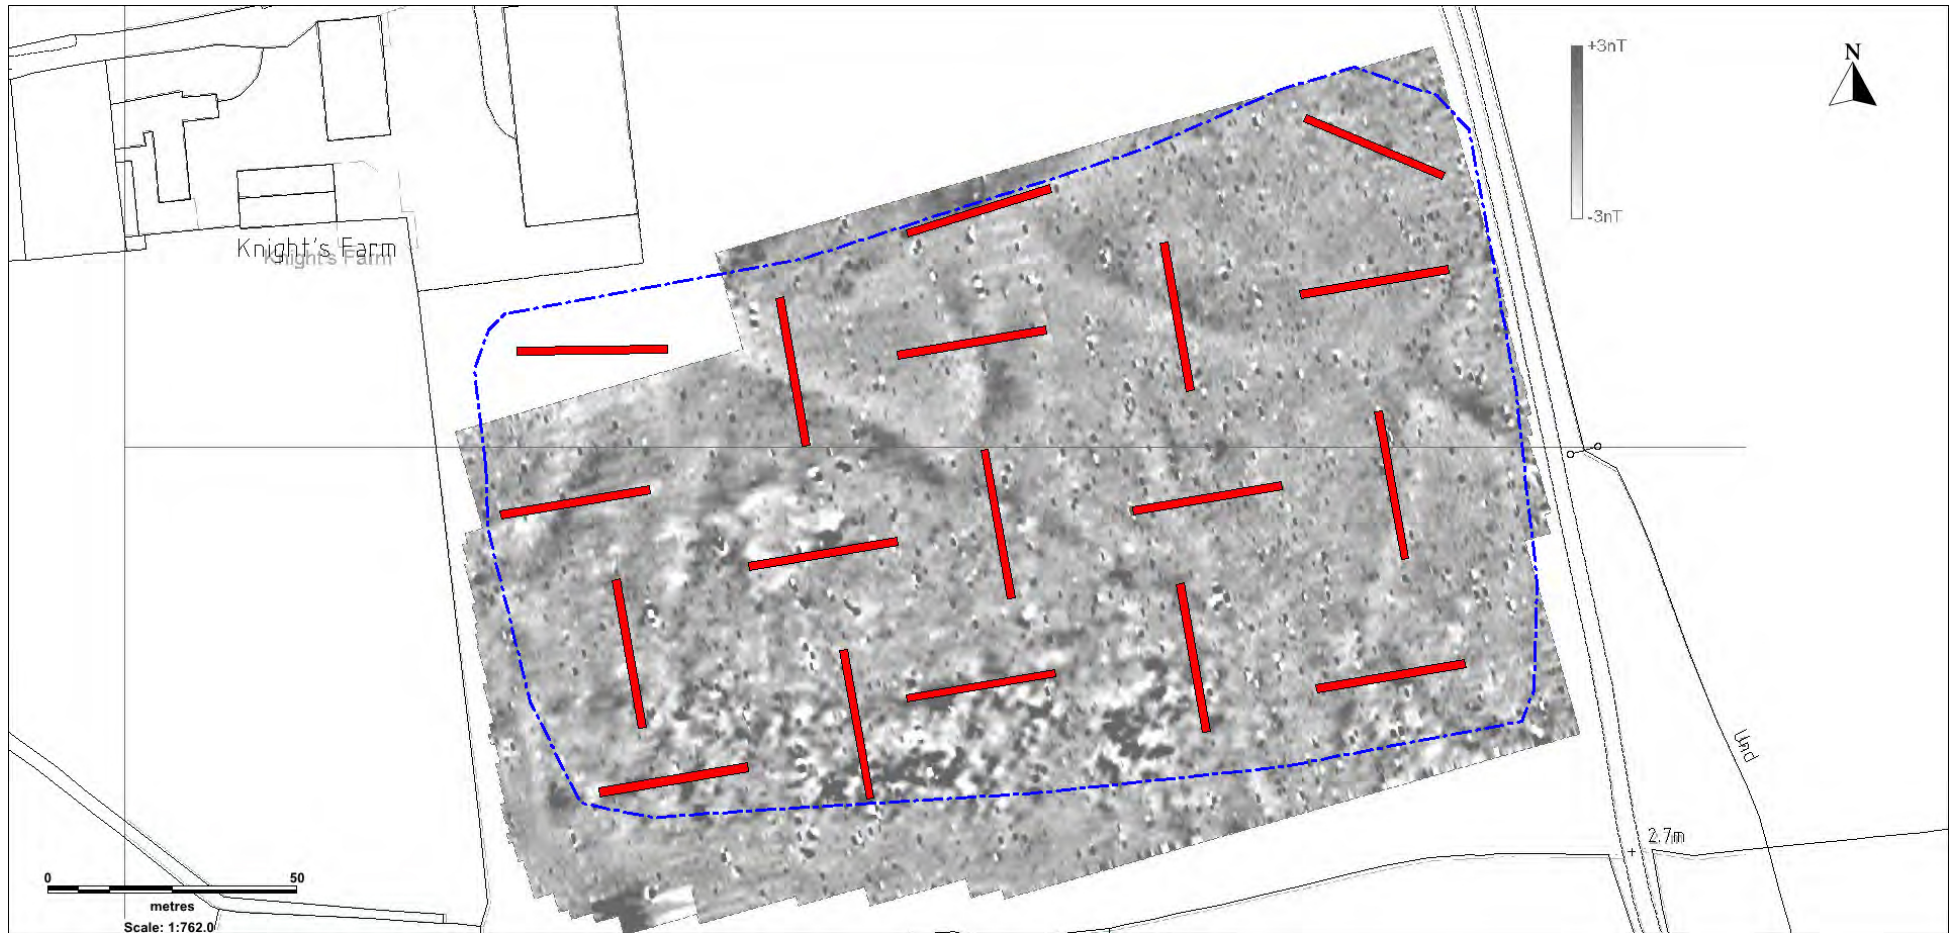 +3nT
N
-3nT
Knight's Farm
Knight's Farm
Und
2.7m
0 50
metres
Scale: 1:762.0